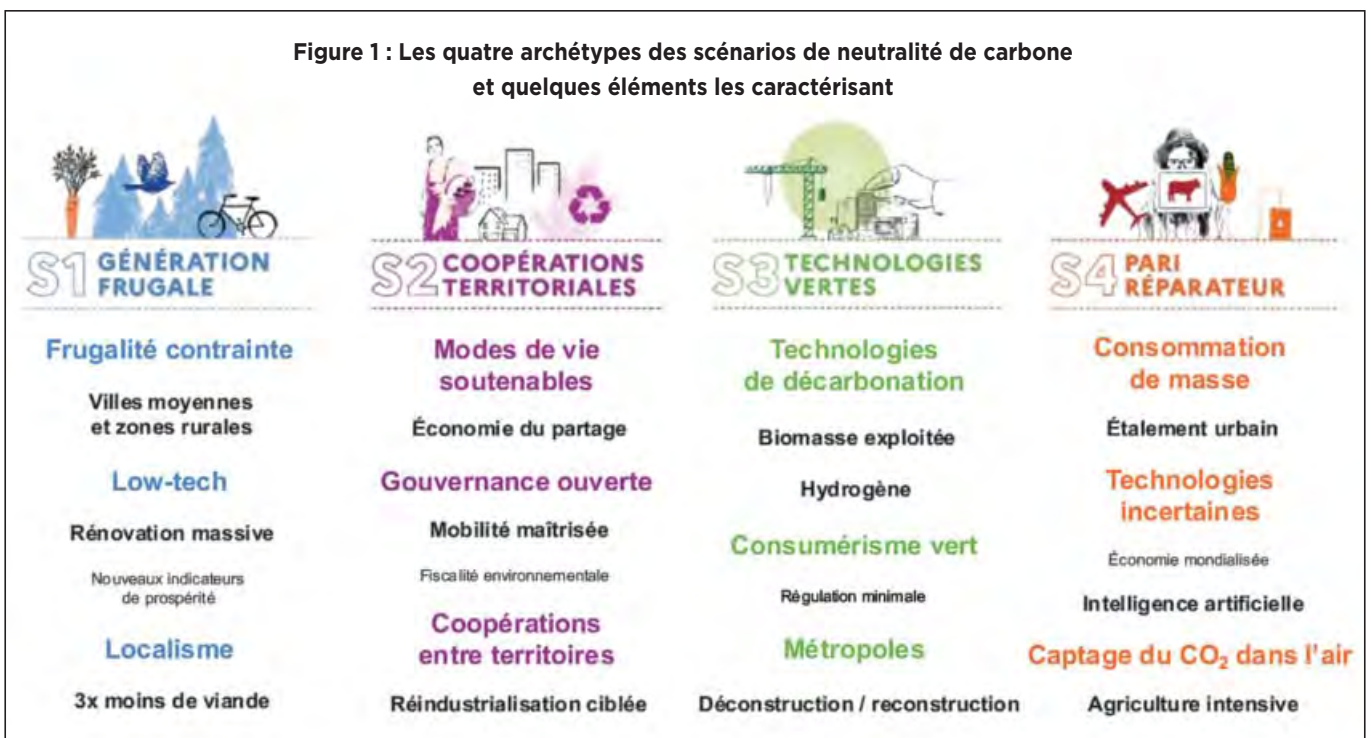 Figure 1 : Les quatre archétypes des scénarios de neutralité de carbone
et quelques éléments les caractérisant
S1 GÉNÉRATION
FRUGALE
Frugalité contrainte
Villes moyennes
et zones rurales
Low-tech
Rénovation massive
Nouveaux indicateurs
de prospérité
Localisme
3x moins de viande
S2 COOPÉRATIONS
TERRITORIALES
Modes de vie
soutenables
Économie du partage
Gouvernance ouverte
Mobilité maîtrisée
Fiscalité environnementale
Coopérations
entre territoires
Réindustrialisation ciblée
S3 TECHNOLOGIES
VERTES
Technologies
de décarbonation
Biomasse exploitée
Hydrogène
Consumérisme vert
Régulation minimale
Métropoles
Déconstruction / reconstruction
S4 PARI
RÉPARATEUR
Consommation
de masse
Étalement urbain
Technologies
incertaines
Économie mondialisée
Intelligence artificielle
Captage du CO₂ dans l'air
Agriculture intensive